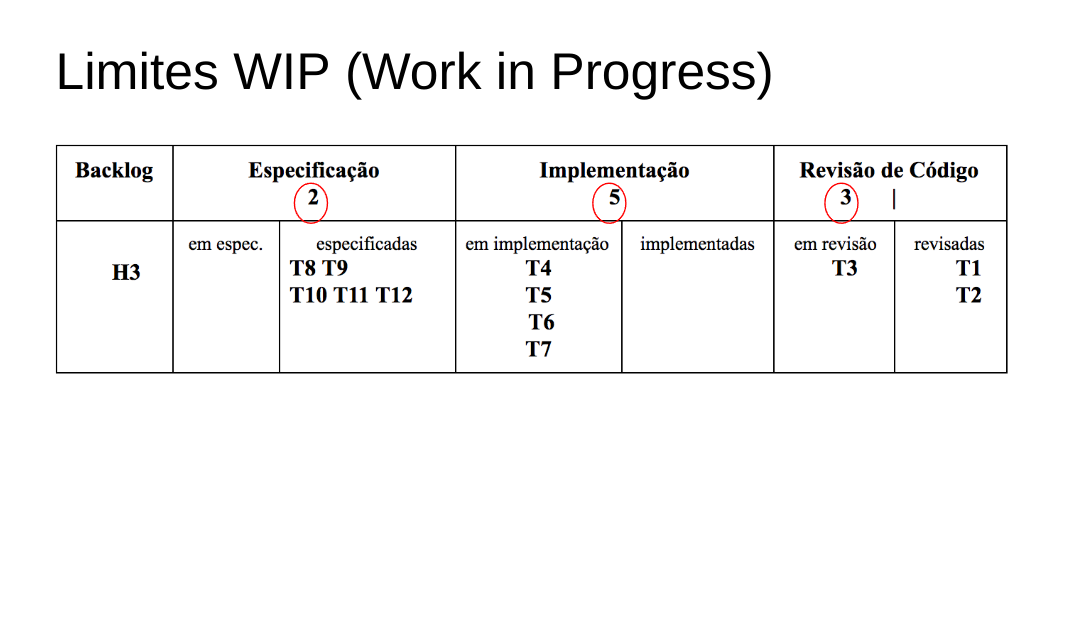 Limites WIP (Work in Progress)
Backlog Especificação Implementação Revisão de Código
2 5 3 |
em espec. especificadas em implementação implementadas em revisão revisadas
H3 T8 T9 T4 T3 T1
T10 T11 T12 T5 T2
T6
T7